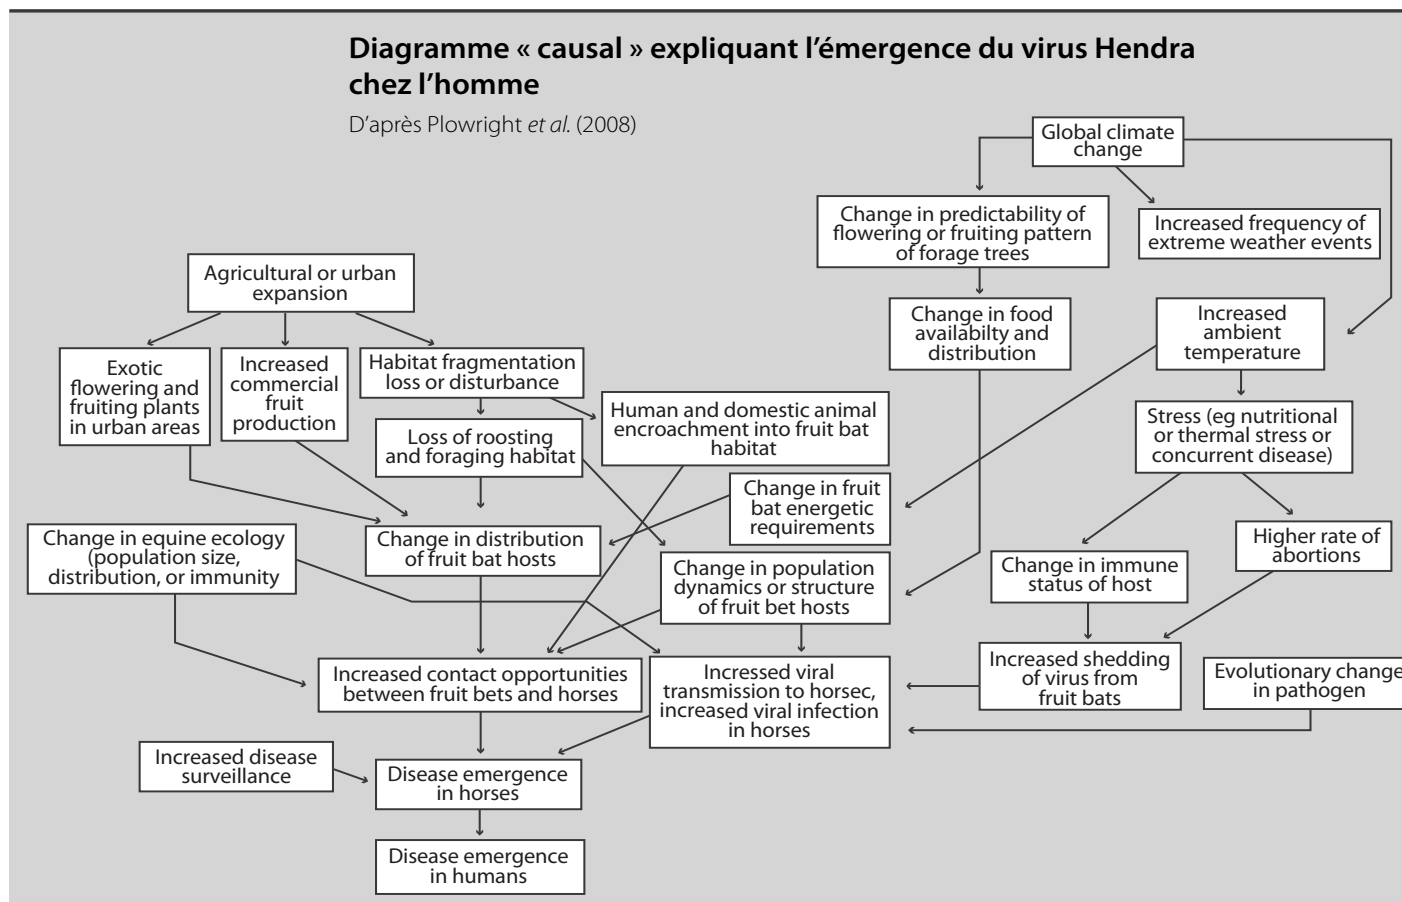 Diagramme « causal » expliquant l'émergence du virus Hendra
chez l'homme
D'après Plowright et al. (2008)
Global climate
change
Change in predictability of
flowering or fruiting pattern
of forage trees
Increased frequency of
extreme weather events
Agricultural or urban
expansion
Change in food
availabilty and
distribution
Increased
ambient
temperature
Exotic
flowering and
fruiting plants
in urban areas
Increased
commercial
fruit
production
Habitat fragmentation
loss or disturbance
Human and domestic animal
encroachment into fruit bat
habitat
Stress (eg nutritional
or thermal stress or
concurrent disease)
Loss of roosting
and foraging habitat
Change in fruit
bat energetic
requirements
Change in equine ecology
(population size,
distribution, or immunity
Change in distribution
of fruit bat hosts
Higher rate of
abortions
Change in population
dynamics or structure
of fruit bet hosts
Change in immune
status of host
Increased contact opportunities
between fruit bets and horses
Incressed viral
transmission to horsec,
increased viral infection
in horses
Increased shedding
of virus from
fruit bats
Evolutionary change
in pathogen
Increased disease
surveillance
Disease emergence
in horses
Disease emergence
in humans